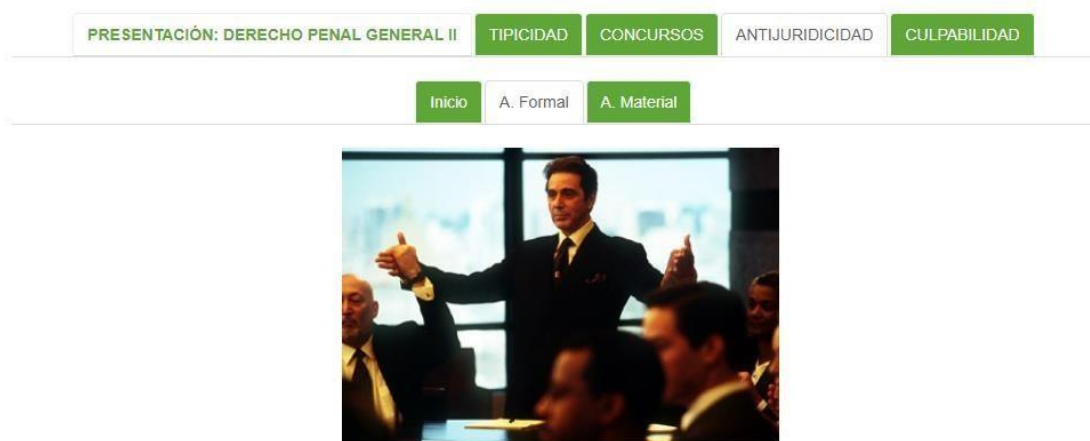 PRESENTACIÓN: DERECHO PENAL GENERAL II TIPICIDAD CONCURSOS ANTIJURIDICIDAD CULPABILIDAD
Inicio A. Formal A. Material